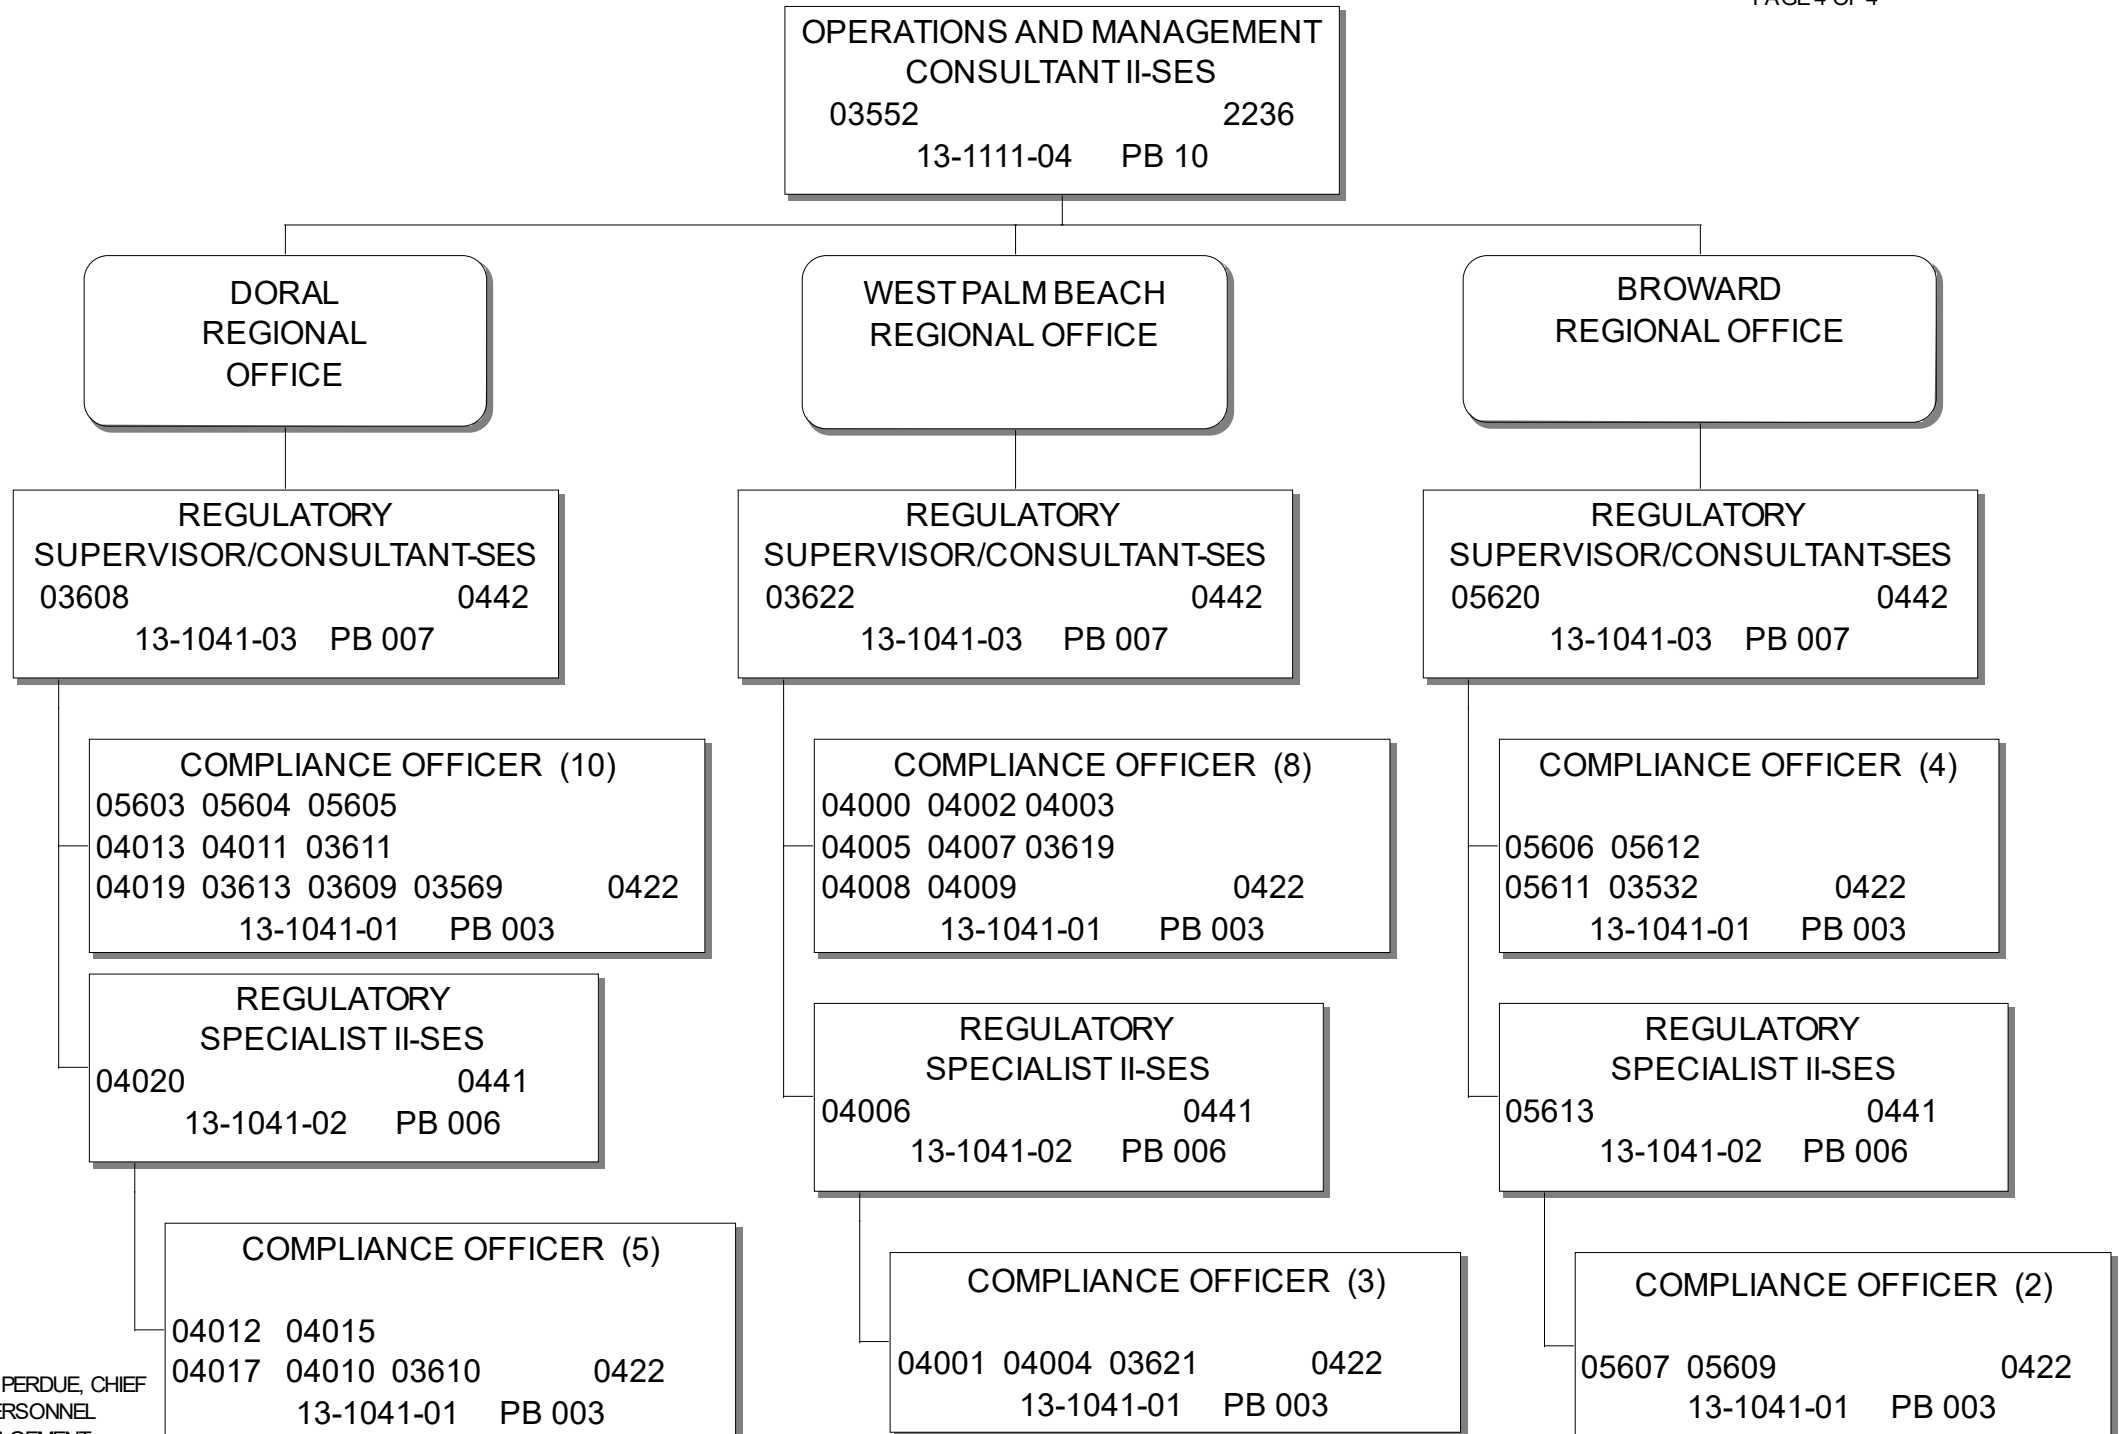 PAGE 4 OF 4
OPERATIONS AND MANAGEMENT
CONSULTANT II-SES
03552 2236
13-1111-04 PB 10
DORAL
REGIONAL
OFFICE
WEST PALM BEACH
REGIONAL OFFICE
BROWARD
REGIONAL OFFICE
REGULATORY
SUPERVISOR/CONSULTANT-SES
03608 0442
13-1041-03 PB 007
REGULATORY
SUPERVISOR/CONSULTANT-SES
03622 0442
13-1041-03 PB 007
REGULATORY
SUPERVISOR/CONSULTANT-SES
05620 0442
13-1041-03 PB 007
COMPLIANCE OFFICER (10)
05603 05604 05605
04013 04011 03611
04019 03613 03609 03569 0422
13-1041-01 PB 003
COMPLIANCE OFFICER (8)
04000 04002 04003
04005 04007 03619
04008 04009 0422
13-1041-01 PB 003
COMPLIANCE OFFICER (4)
05606 05612
05611 03532 0422
13-1041-01 PB 003
REGULATORY
SPECIALIST II-SES
04020 0441
13-1041-02 PB 006
REGULATORY
SPECIALIST II-SES
04006 0441
13-1041-02 PB 006
REGULATORY
SPECIALIST II-SES
05613 0441
13-1041-02 PB 006
COMPLIANCE OFFICER (5)
04012 04015
04017 04010 03610 0422
13-1041-01 PB 003
COMPLIANCE OFFICER (3)
04001 04004 03621 0422
13-1041-01 PB 003
COMPLIANCE OFFICER (2)
05607 05609 0422
13-1041-01 PB 003
PERDUE, CHIEF